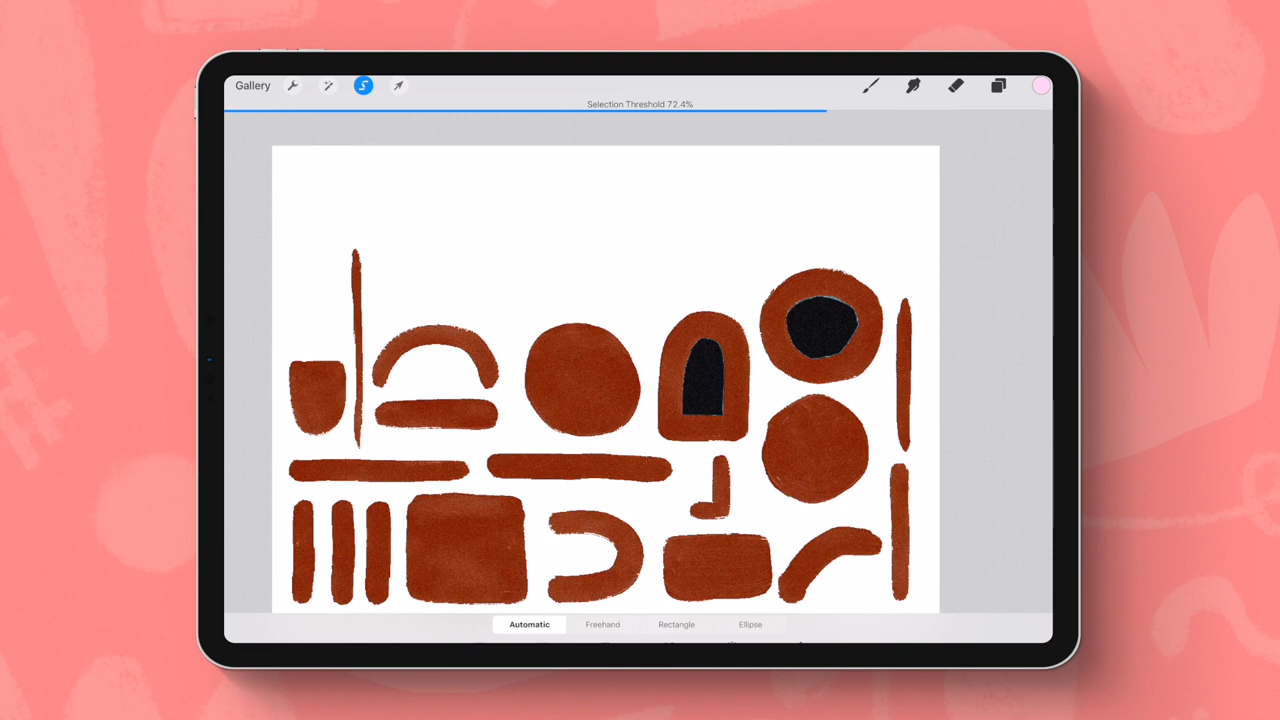 Gallery
Selection Threshold 72.4%
Automatic Freehand Rectangle Ellipse